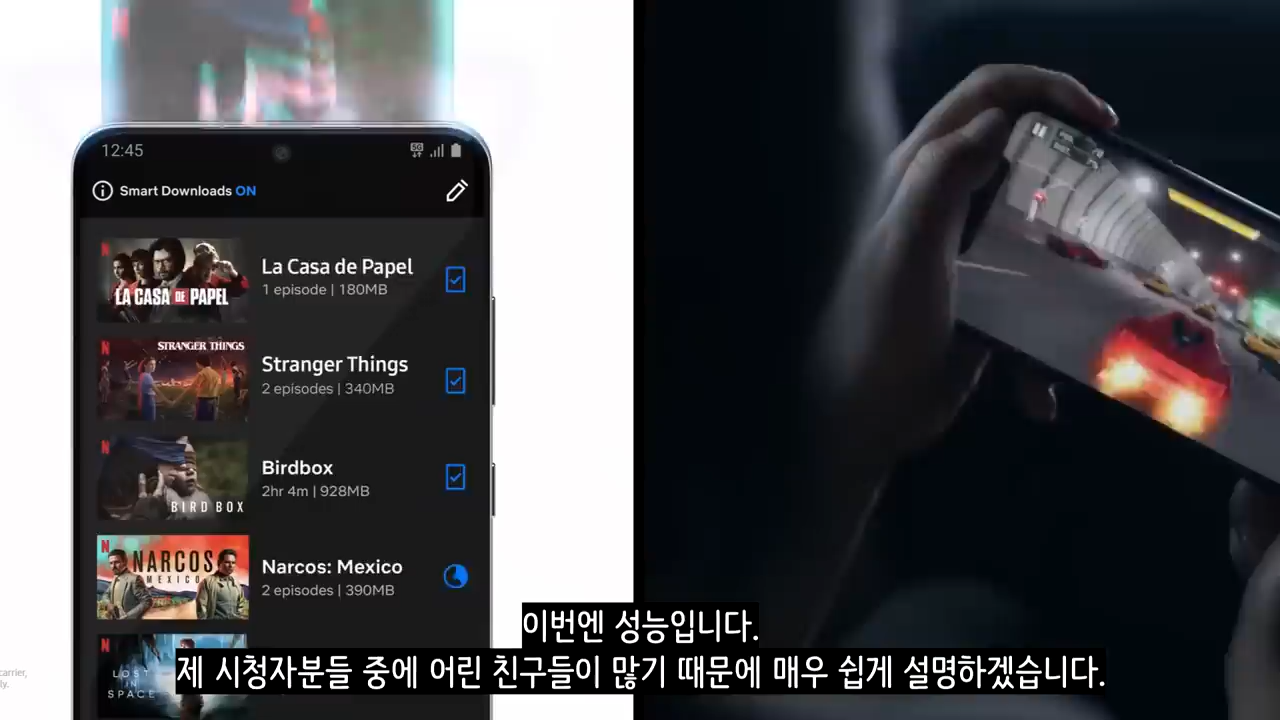 12:45
5G
Smart Downloads ON
LA CASA DE PAPEL
La Casa de Papel
1 episode | 180MB
STRANGER THINGS
Stranger Things
2 episodes | 340MB
BIRD BOX
Birdbox
2hr 4m | 928MB
NARCOS
MEXICO
Narcos: Mexico
2 episodes | 390MB
LOST
IN
SPACE
carrier,
ly.
이번엔 성능입니다.
제 시청자분들 중에 어린 친구들이 많기 때문에 매우 쉽게 설명하겠습니다.